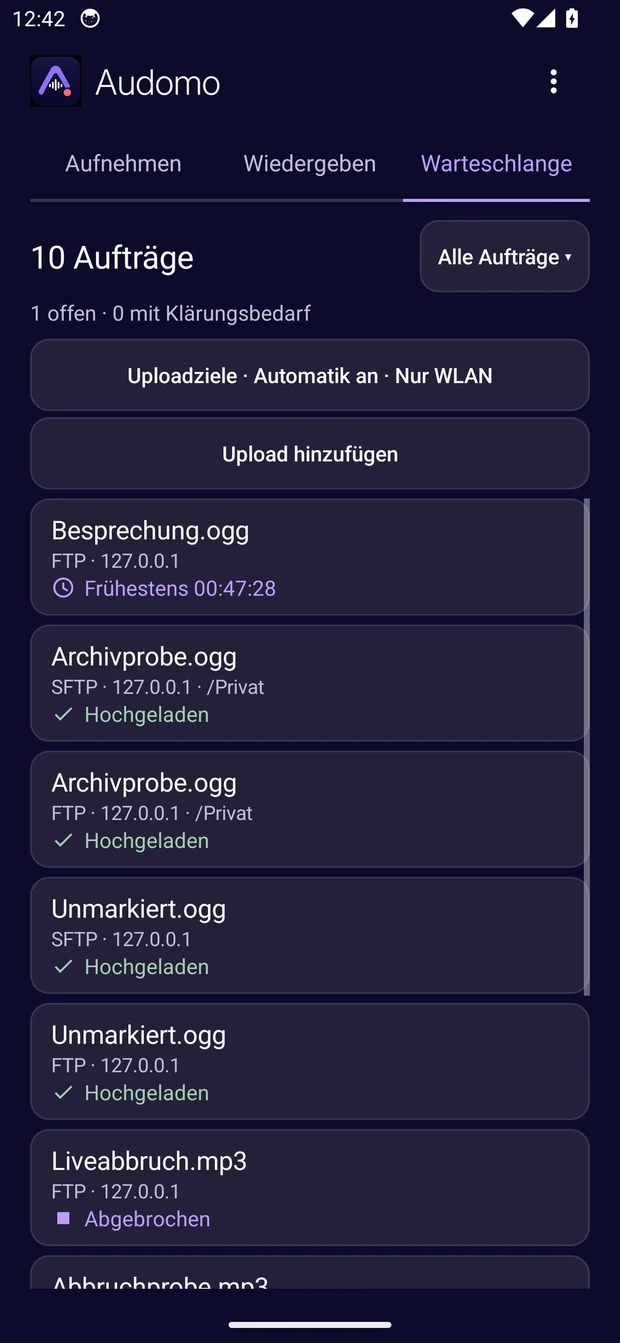 12:42
Audomo
Aufnehmen
Wiedergeben
Warteschlange
10 Aufträge
Alle Aufträge ▾
1 offen · 0 mit Klärungsbedarf
Uploadziele · Automatik an · Nur WLAN
Upload hinzufügen
Besprechung.ogg
FTP · 127.0.0.1
Frühestens 00:47:28
Archivprobe.ogg
SFTP · 127.0.0.1 · /Privat
Hochgeladen
Archivprobe.ogg
FTP · 127.0.0.1 · /Privat
Hochgeladen
Unmarkiert.ogg
SFTP · 127.0.0.1
Hochgeladen
Unmarkiert.ogg
FTP · 127.0.0.1
Hochgeladen
Liveabbruch.mp3
FTP · 127.0.0.1
Abgebrochen
Abbruchprobe.mp3